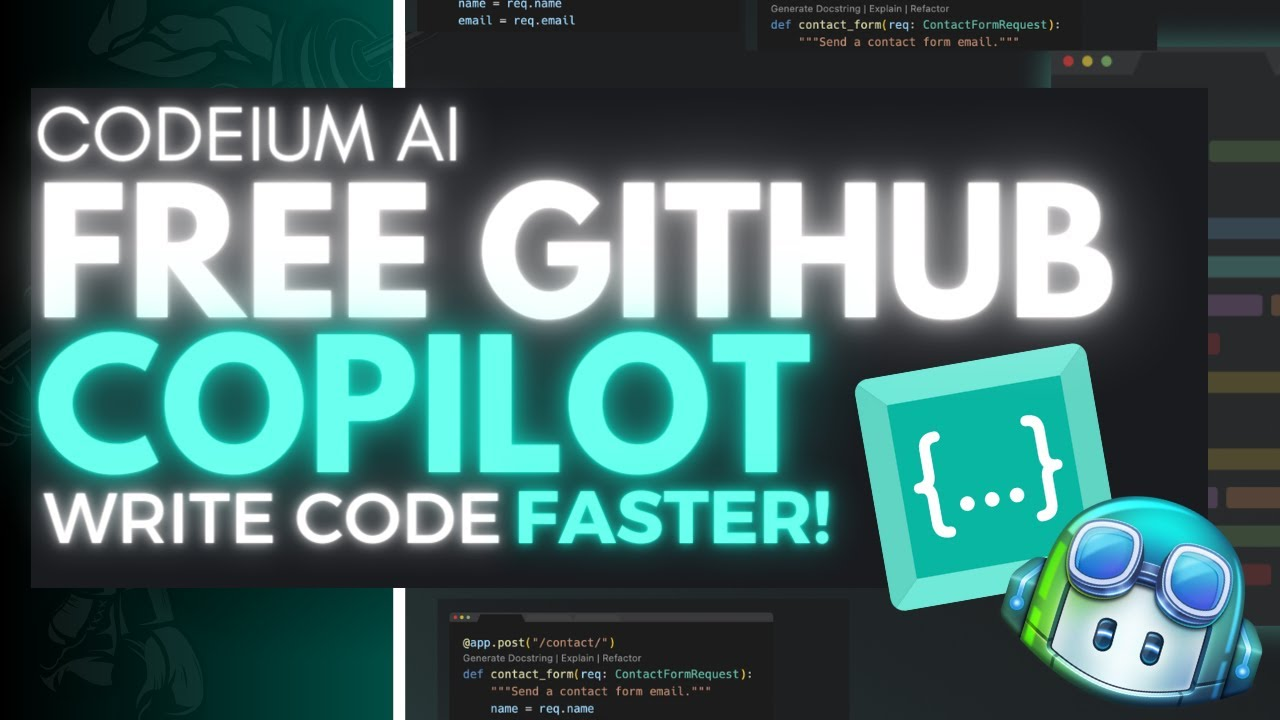 name = req.name
email = req.email
Generate Docstring | Explain | Refactor
def contact_form(req: ContactFormRequest):
"""Send a contact form email."""
CODEIUM AI
FREE GITHUB
COPILOT
WRITE CODE FASTER!
{...}
@app.post("/contact/")
Generate Docstring | Explain | Refactor
def contact_form(req: ContactFormRequest):
"""Send a contact form email."""
name = req.name